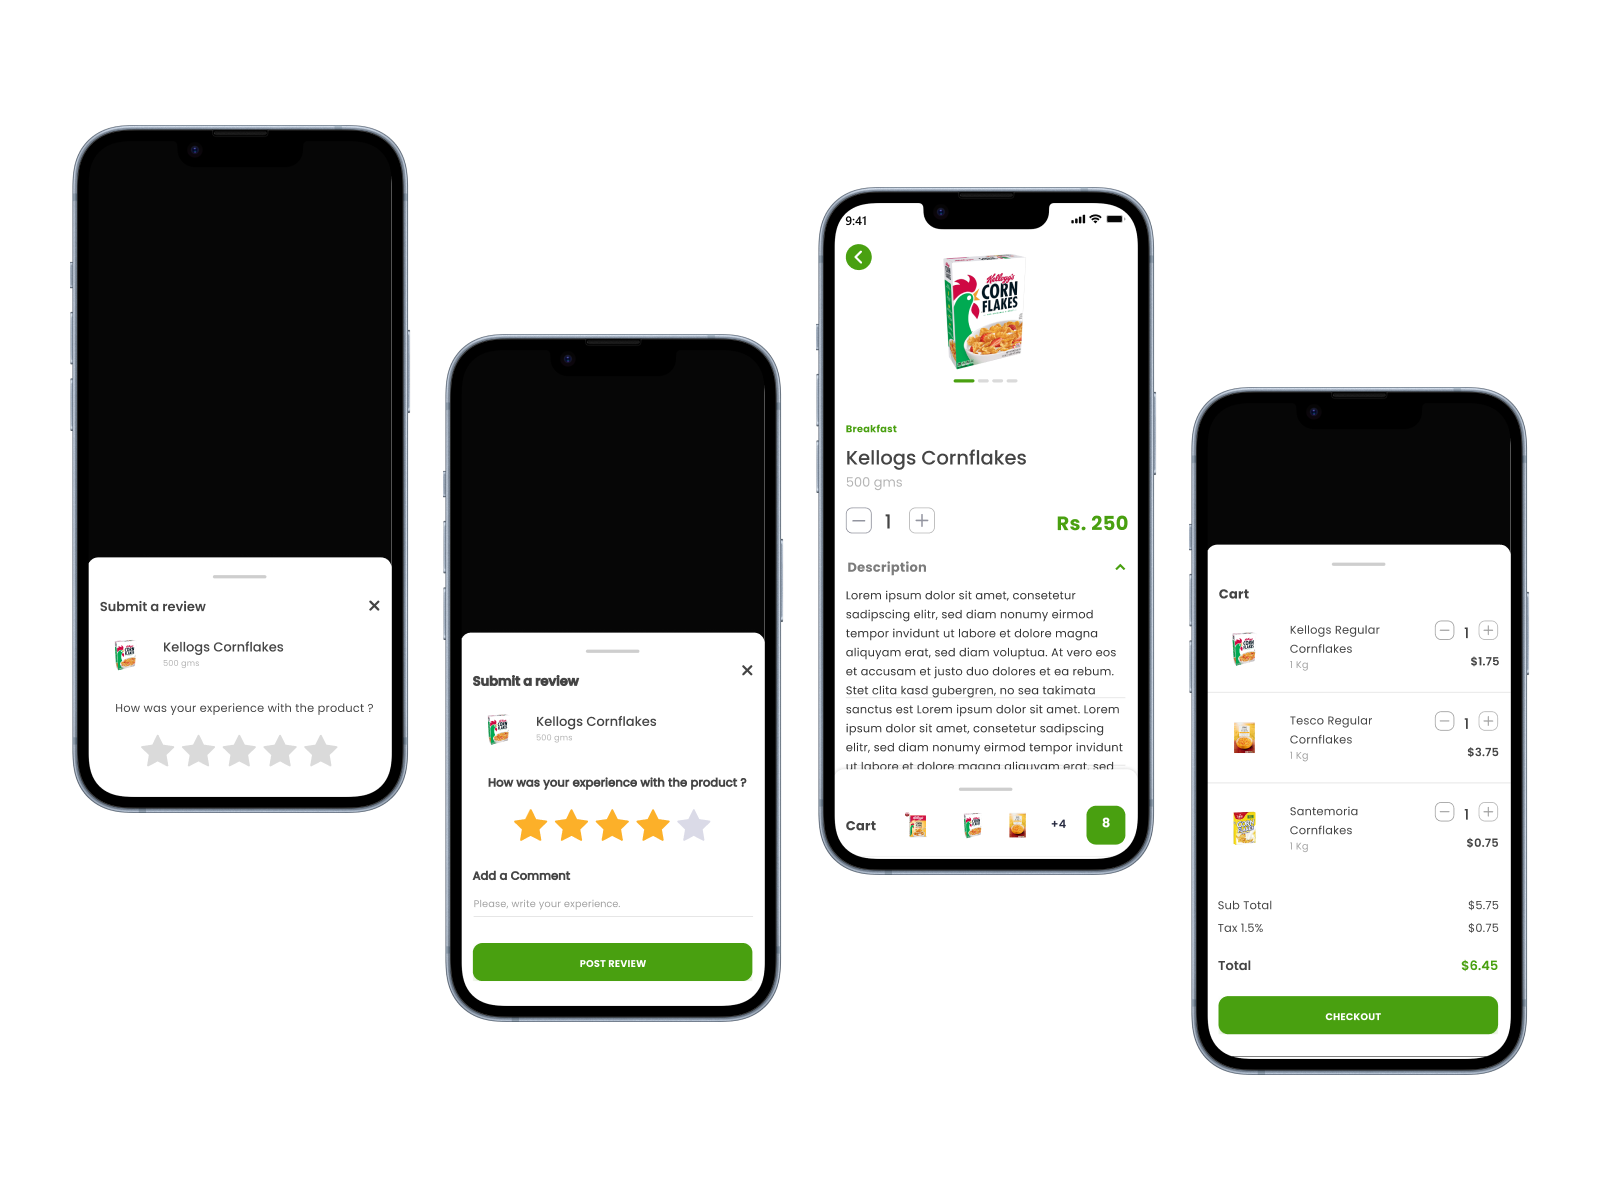 Submit a review
Kellogs Cornflakes
500 gms
How was your experience with the product ?
Submit a review
Kellogs Cornflakes
500 gms
How was your experience with the product ?
Add a Comment
Please, write your experience.
POST REVIEW
9:41
Kellogg's
CORN
FLAKES
Breakfast
Kellogs Cornflakes
500 gms
1
Rs. 250
Description
Lorem ipsum dolor sit amet, consetetur
sadipscing elitr, sed diam nonumy eirmod
tempor invidunt ut labore et dolore magna
aliquyam erat, sed diam voluptua. At vero eos
et accusam et justo duo dolores et ea rebum.
Stet clita kasd gubergren, no sea takimata
sanctus est Lorem ipsum dolor sit amet. Lorem
ipsum dolor sit amet, consetetur sadipscing
elitr, sed diam nonumy eirmod tempor invidunt
ut labore et dolore magna aliquyam erat, sed
Cart
+4
8
Cart
Kellogs Regular
Cornflakes
1 Kg
1
$1.75
Tesco Regular
Cornflakes
1 Kg
1
$3.75
Santemoria
Cornflakes
1 Kg
1
$0.75
Sub Total $5.75
Tax 1.5% $0.75
Total $6.45
CHECKOUT